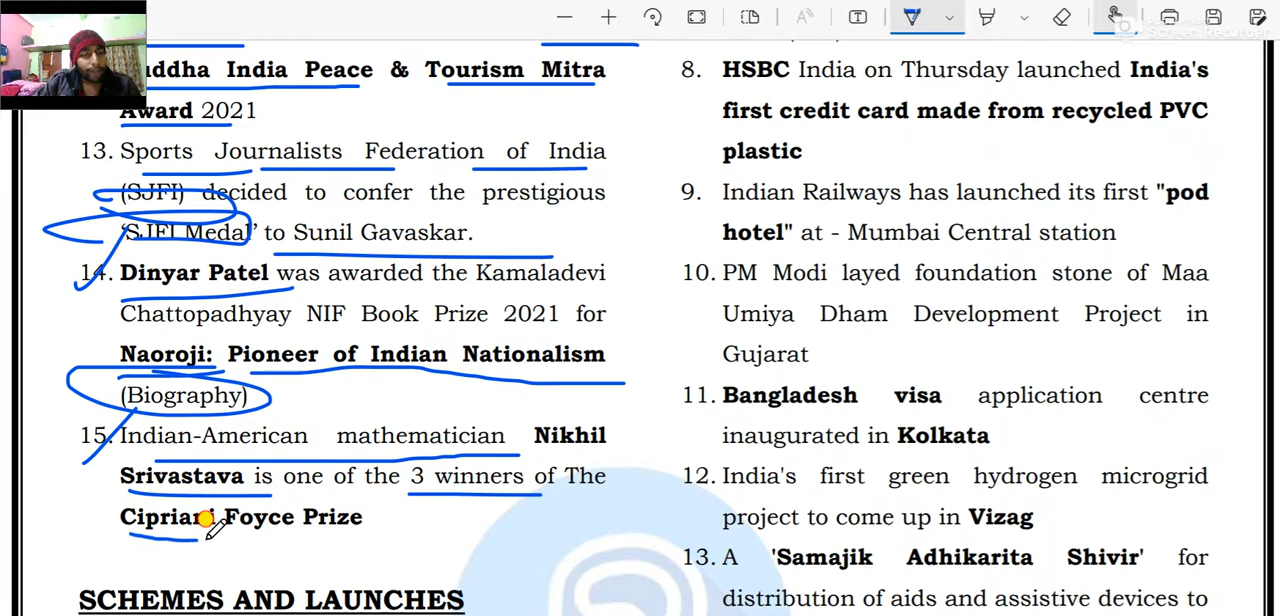 Buddha India Peace & Tourism Mitra
Award 2021
13. Sports Journalists Federation of India
(SJFI) decided to confer the prestigious
‘SJFI Medal’ to Sunil Gavaskar.
14. Dinyar Patel was awarded the Kamaladevi
Chattopadhyay NIF Book Prize 2021 for
Naoroji: Pioneer of Indian Nationalism
(Biography)
15. Indian-American mathematician Nikhil
Srivastava is one of the 3 winners of The
Cipriani Foyce Prize
SCHEMES AND LAUNCHES
8. HSBC India on Thursday launched India's
first credit card made from recycled PVC
plastic
9. Indian Railways has launched its first "pod
hotel" at - Mumbai Central station
10. PM Modi layed foundation stone of Maa
Umiya Dham Development Project in
Gujarat
11. Bangladesh visa application centre
inaugurated in Kolkata
12. India's first green hydrogen microgrid
project to come up in Vizag
13. A 'Samajik Adhikarita Shivir' for
distribution of aids and assistive devices to